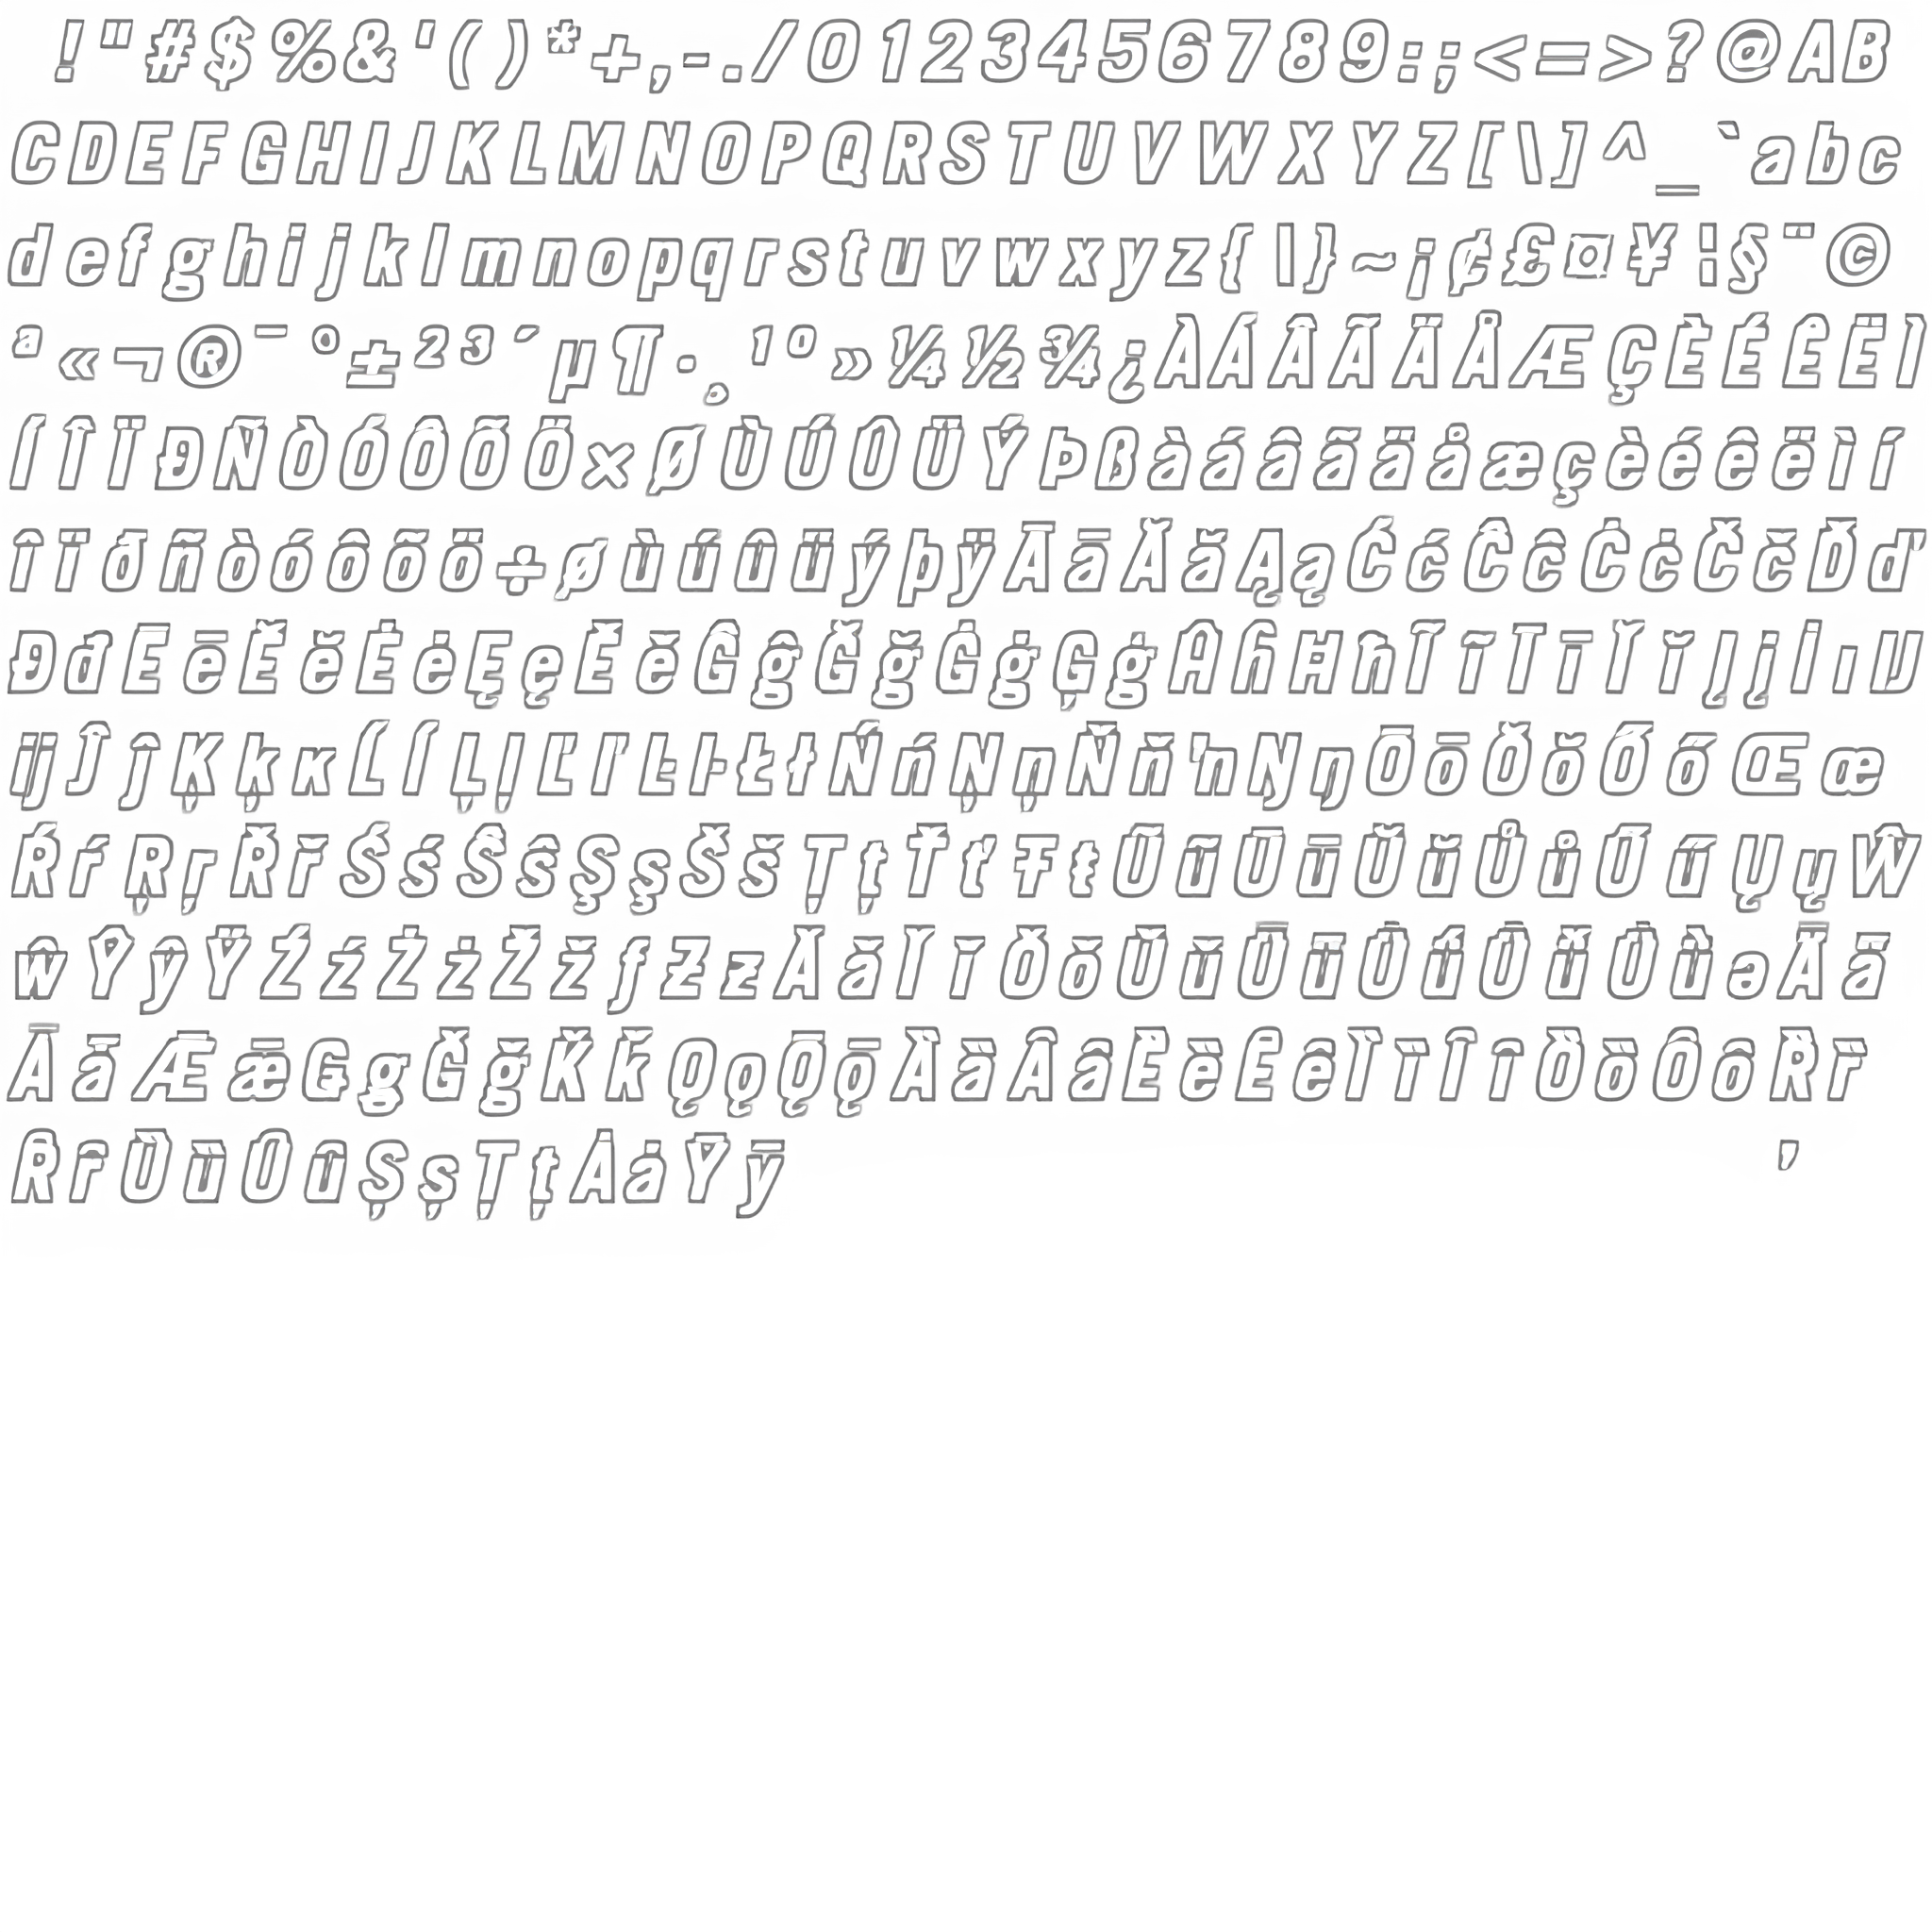 !"#$%&'()*+,-./0123456789:;<=>?@AB
CDEFGHIJKLMNOPQRSTUVWXYZ[\]^_`abc
defghijklmnopqrstuvwxyz{|}~¡¢£¤¥¦§¨©
ª«¬®¯°±²³´µ¶·¸¹º»¼½¾¿ÀÁÂÃÄÅÆÇÈÉÊËÌ
ÍÎÏÐÑÒÓÔÕÖ×ØÙÚÛÜÝÞßàáâãäåæçèéêëìí
îïðñòóôõö÷øùúûüýþÿĀāĂăĄąĆćĈĉĊċČčĎď
ĐđĒēĔĕĖėĘęĚěĜĝĞğĠġĢģĤĥĦħĨĩĪīĬĭĮįİıĲ
ĳĴĵĶķĸĹĺĻļĽľĿŀŁłŃńŅņŇňŉŊŋŌōŎŏŐőŒœ
ŔŕŖŗŘřŚśŜŝŞşŠšŢţŤťŦŧŨũŪūŬŭŮůŰűŲųŴ
ŵŶŷŸŹźŻżŽžƒƵƶǍǎǏǐǑǒǓǔǕǖǗǘǙǚǛǜǝǞǟ
ǠǡǢǣǤǥǦǧǨǩǪǫǬǭȀȁȂȃȄȅȆȇȈȉȊȋȌȍȎȏȐȑ
ȒȓȔȕȖȗȘșȚțȦȧȲȳ ’